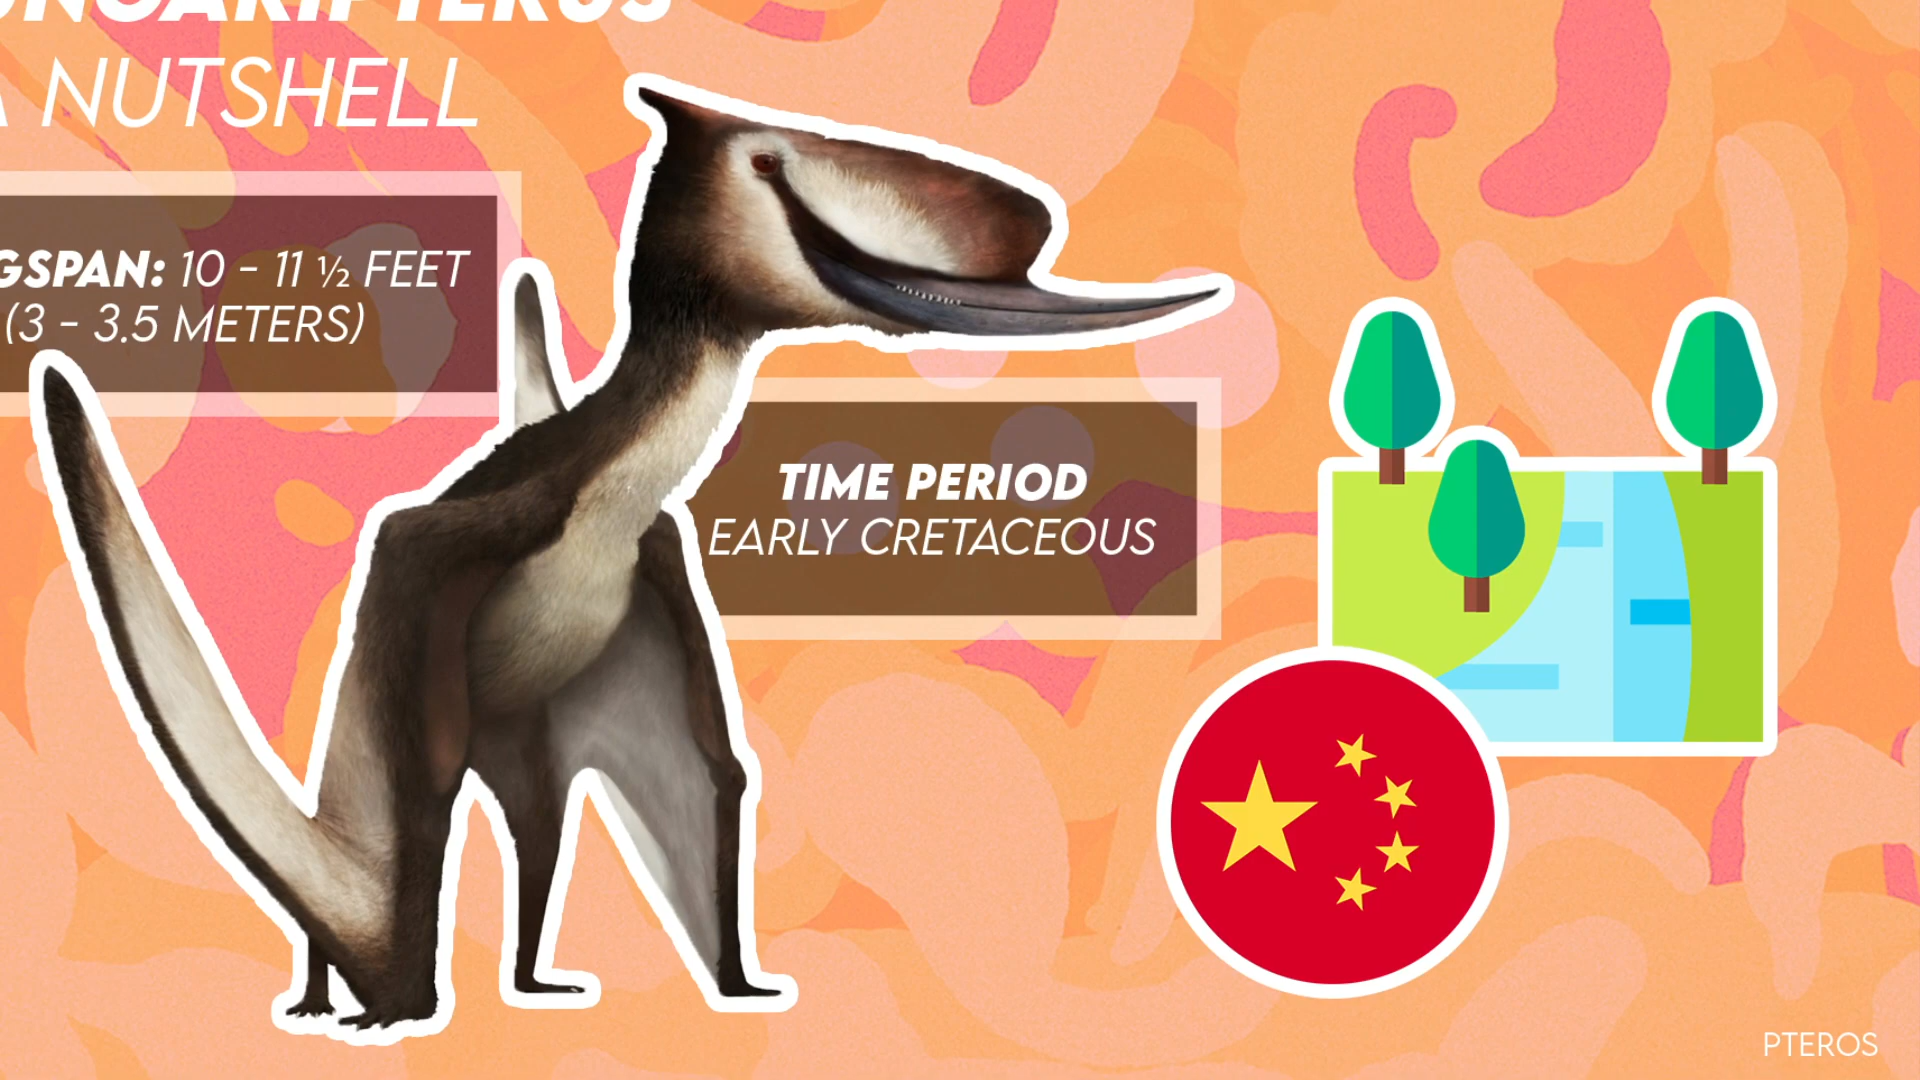 A NUTSHELL
GSPAN: 10 - 11 ½ FEET
(3 - 3.5 METERS)
TIME PERIOD
EARLY CRETACEOUS
PTEROS